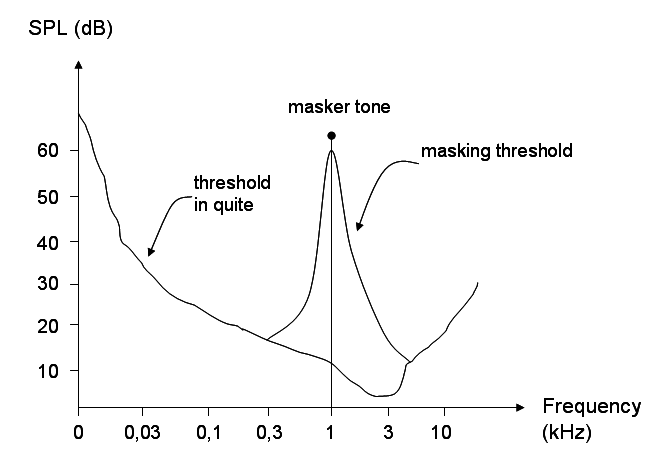 SPL (dB)
masker tone
masking threshold
threshold
in quite
60
50
40
30
20
10
0
0,03
0,1
0,3
1
3
10
Frequency
(kHz)